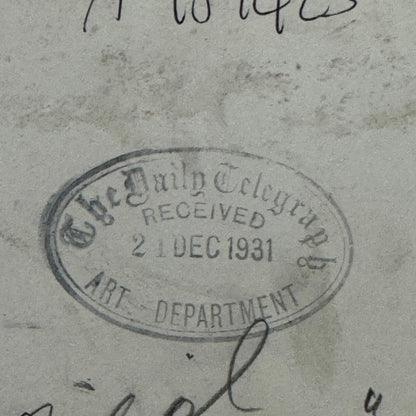 The Daily Telegraph
RECEIVED
21 DEC 1931
ART. DEPARTMENT